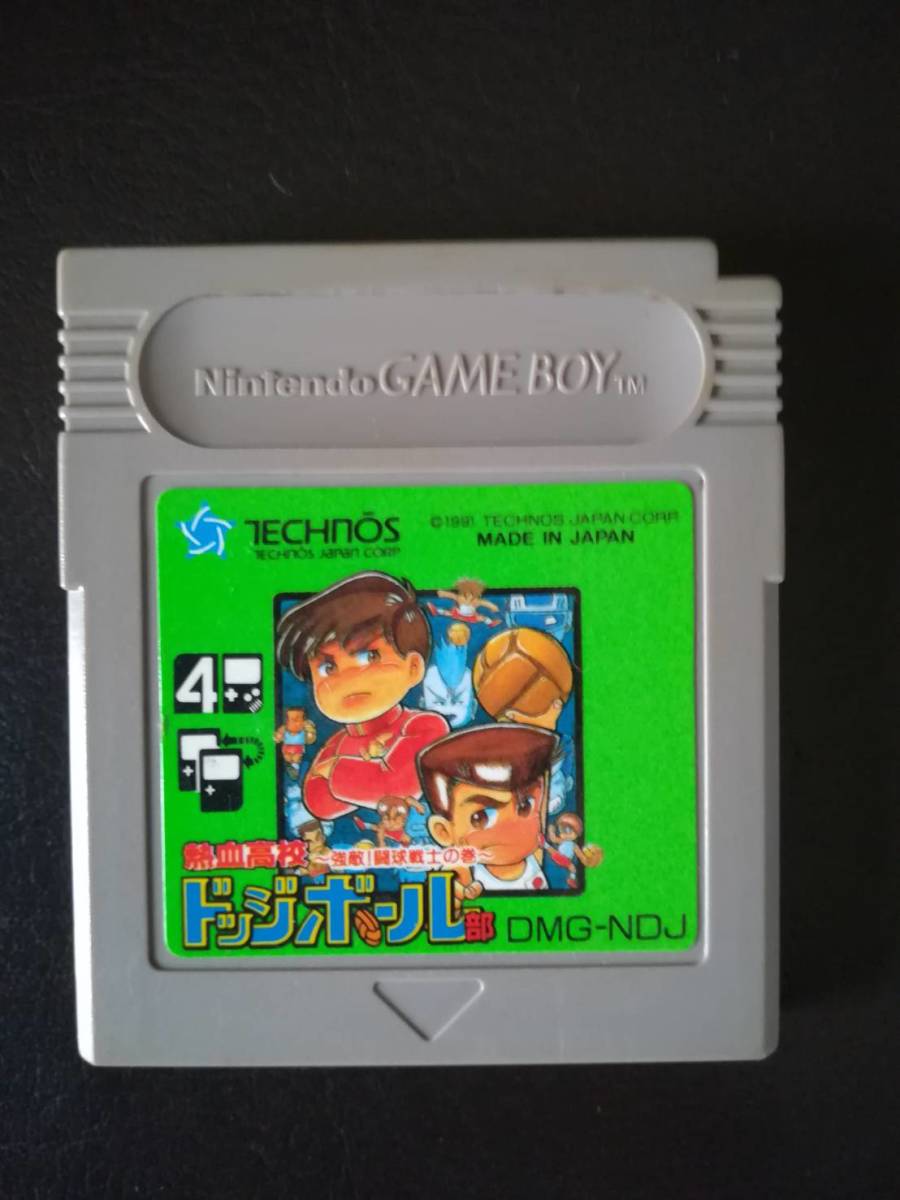 Nintendo GAME BOY TM
TECHNOS
TECHNOS JAPAN CORP
©1991 TECHNOS JAPAN CORP.
MADE IN JAPAN
4
熱血高校
～強敵!闘球戦士の巻～
ドッジボール部
DMG-NDJ